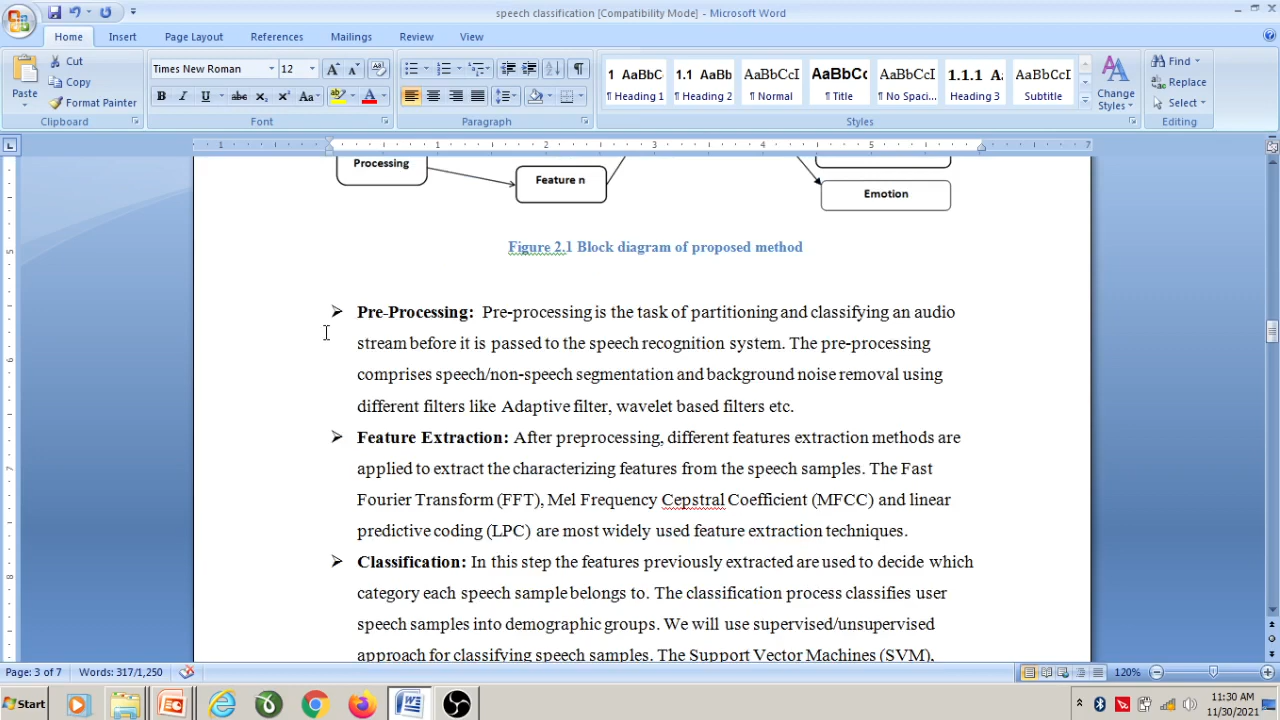 speech classification [Compatibility Mode] - Microsoft Word
Home Insert Page Layout References Mailings Review View
Cut
Copy
Format Painter
Paste
Clipboard
Times New Roman 12
Font
Paragraph
1 AaBbC 1.1 AaBb AaBbCcI AaBbCc AaBbCcI 1.1.1 A: AaBbCcI
¶ Heading 1 ¶ Heading 2 ¶ Normal ¶ Title ¶ No Spaci... Heading 3 Subtitle
Change Styles
Styles
Find
Replace
Select
Editing
1 1 2 3 4 5 7
Processing
Feature n
Emotion
Figure 2.1 Block diagram of proposed method
➢ Pre-Processing: Pre-processing is the task of partitioning and classifying an audio
stream before it is passed to the speech recognition system. The pre-processing
comprises speech/non-speech segmentation and background noise removal using
different filters like Adaptive filter, wavelet based filters etc.
➢ Feature Extraction: After preprocessing, different features extraction methods are
applied to extract the characterizing features from the speech samples. The Fast
Fourier Transform (FFT), Mel Frequency Cepstral Coefficient (MFCC) and linear
predictive coding (LPC) are most widely used feature extraction techniques.
➢ Classification: In this step the features previously extracted are used to decide which
category each speech sample belongs to. The classification process classifies user
speech samples into demographic groups. We will use supervised/unsupervised
approach for classifying speech samples. The Support Vector Machines (SVM),
Page: 3 of 7 Words: 317/1,250 120%
Start
11:30 AM
11/30/2021